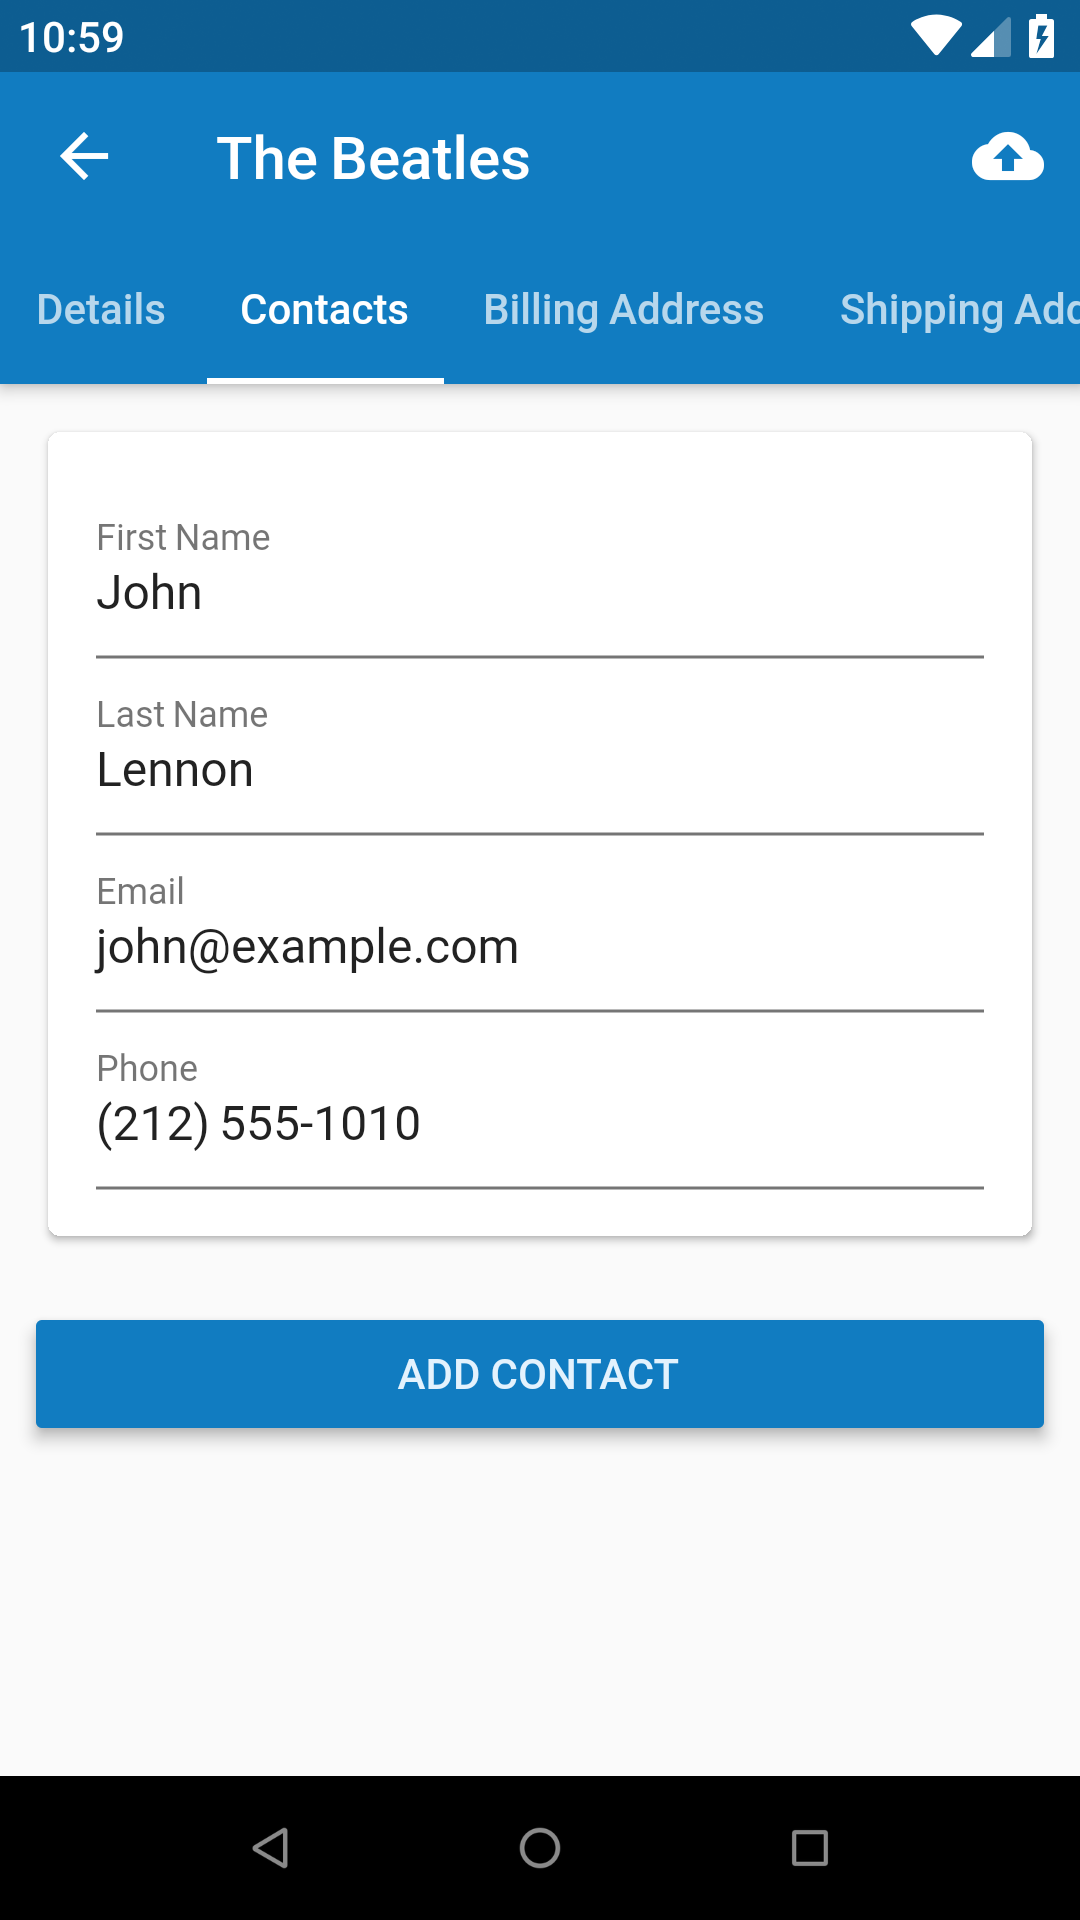 10:59
The Beatles
Details Contacts Billing Address Shipping Add
First Name
John
Last Name
Lennon
Email
john@example.com
Phone
(212) 555-1010
ADD CONTACT